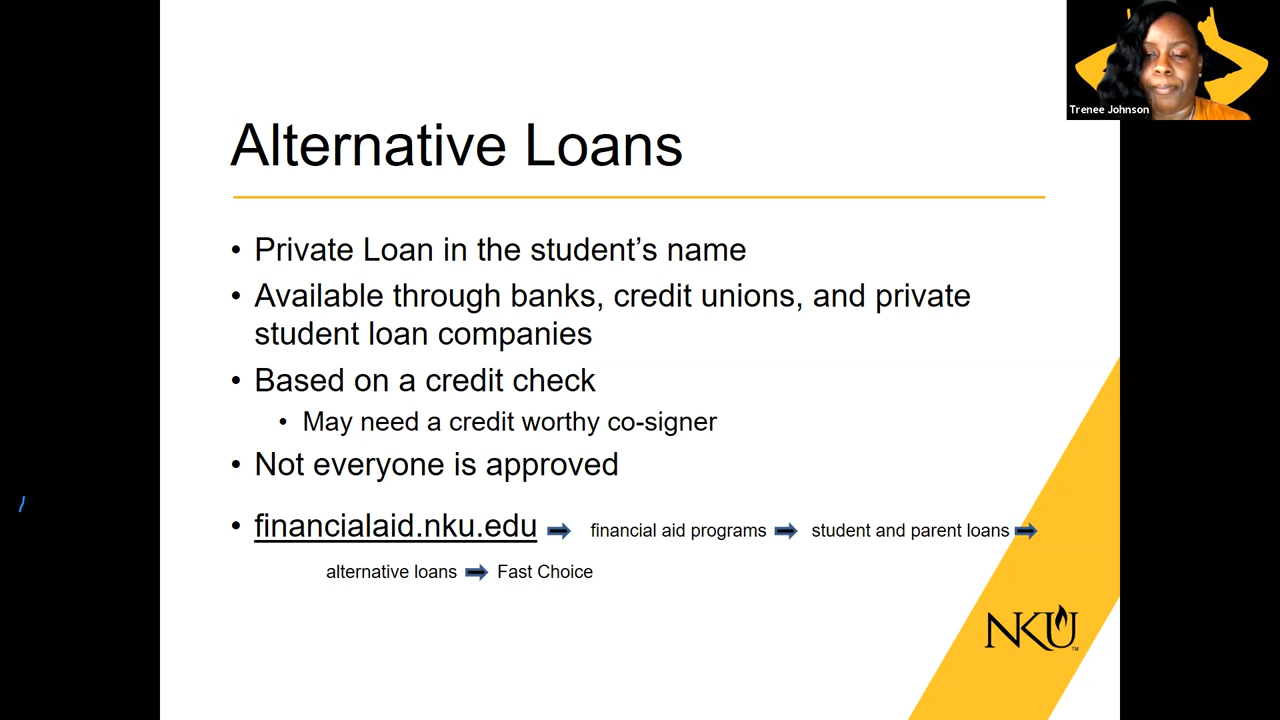 Trenee Johnson
Alternative Loans
• Private Loan in the student’s name
• Available through banks, credit unions, and private
student loan companies
• Based on a credit check
• May need a credit worthy co-signer
• Not everyone is approved
• financialaid.nku.edu ➡ financial aid programs ➡ student and parent loans ➡
alternative loans ➡ Fast Choice
NKU™